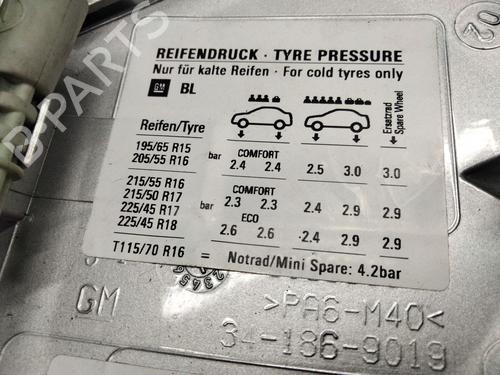 B-PARTS
02
REIFENDRUCK · TYRE PRESSURE
Nur für kalte Reifen · For cold tyres only
GM BL
Reifen/Tyre
Ersatzrad
Spare Wheel
195/65 R15
205/55 R16
bar
COMFORT
2.4 2.4 2.5 3.0 3.0
215/55 R16
215/50 R17
225/45 R17
225/45 R18
bar
COMFORT
2.3 2.3 2.4 2.9 2.9
ECO
2.6 2.6 2.4 2.9 2.9
T115/70 R16 = Notrad/Mini Spare: 4.2bar
GM
>PA6-M40<
34-186-9019